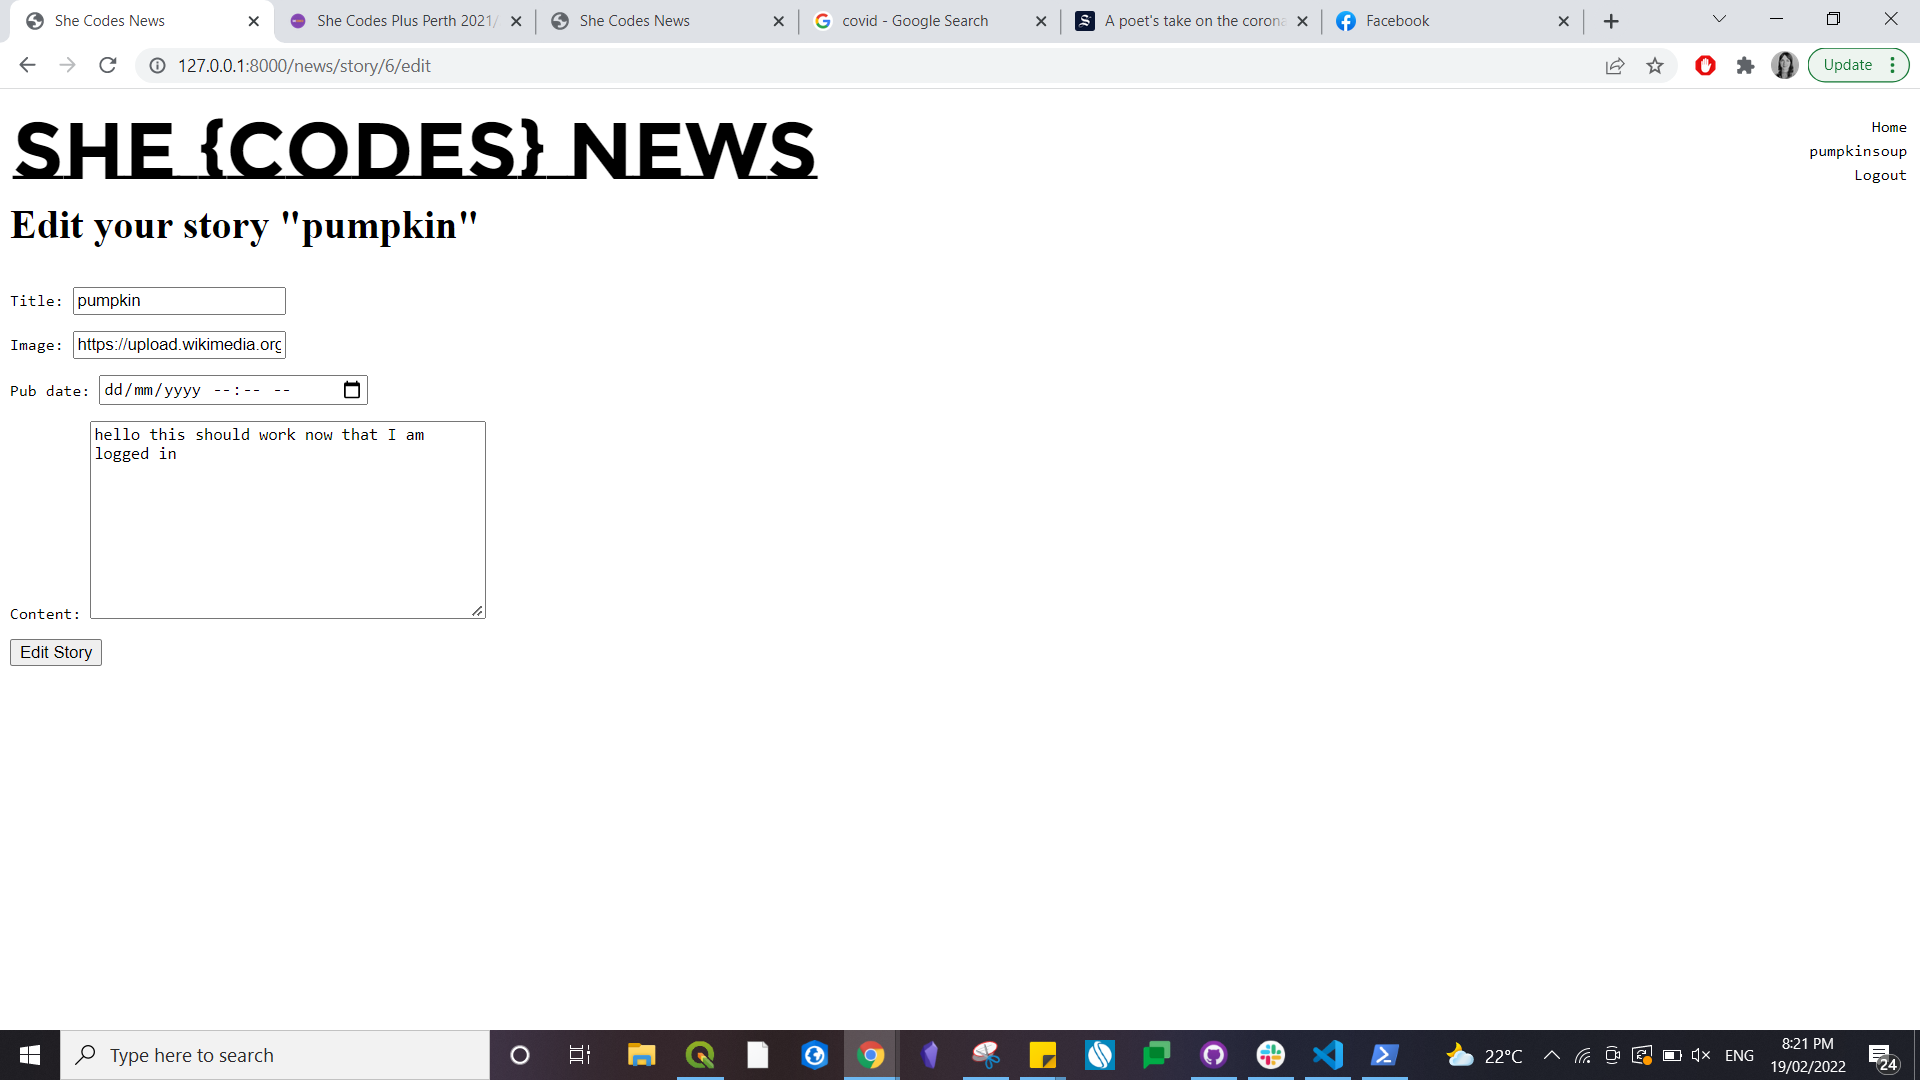 She Codes News
She Codes Plus Perth 2021/
She Codes News
covid - Google Search
A poet's take on the corona
Facebook
127.0.0.1:8000/news/story/6/edit
Update
SHE {CODES} NEWS
Home
pumpkinsoup
Logout
Edit your story "pumpkin"
Title: pumpkin
Image: https://upload.wikimedia.org
Pub date: dd/mm/yyyy --:-- --
hello this should work now that I am
logged in
Content:
Edit Story
Type here to search
22°C
ENG
8:21 PM
19/02/2022
24